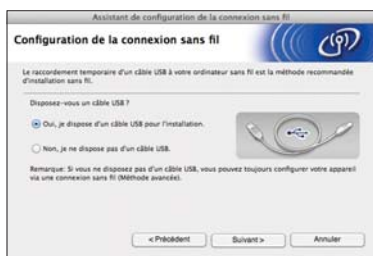 Assistant de configuration de la connexion sans fil
Configuration de la connexion sans fil
Le raccordement temporaire d'un câble USB à votre ordinateur sans fil est la méthode recommandée
d'installation sans fil.
Disposez-vous un câble USB ?
Oui, je dispose d'un câble USB pour l'installation.
Non, je ne dispose pas d'un câble USB.
Remarque: Si vous ne disposez pas d'un câble USB, vous pouvez toujours configurer votre appareil
via une connexion sans fil (Méthode avancée).
< Précédent
Suivant >
Annuler